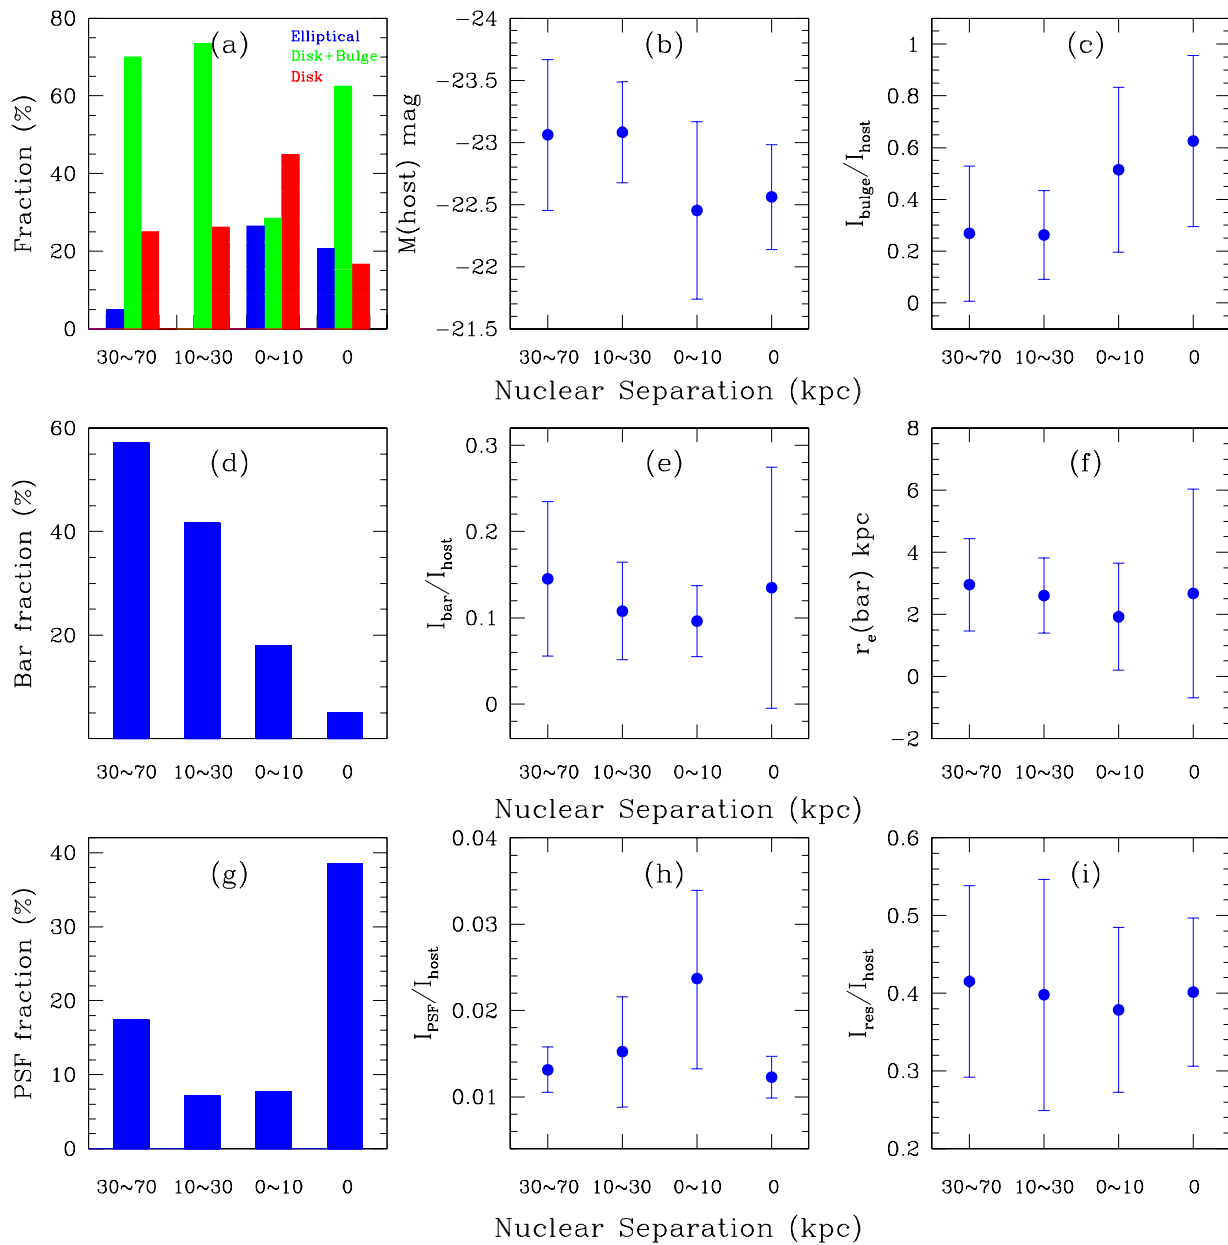 (a)
Elliptical
Disk+Bulge
Disk
80
60
40
20
0
Fraction (%)
30~70 10~30 0~10 0
(b)
-24
-23.5
-23
-22.5
-22
-21.5
M(host) mag
30~70 10~30 0~10 0
(c)
1
0.8
0.6
0.4
0.2
0
I_bulge/I_host
30~70 10~30 0~10 0
Nuclear Separation (kpc)
(d)
60
40
20
Bar fraction (%)
30~70 10~30 0~10 0
(e)
0.3
0.2
0.1
0
I_bar/I_host
30~70 10~30 0~10 0
(f)
8
6
4
2
0
-2
r_e(bar) kpc
30~70 10~30 0~10 0
Nuclear Separation (kpc)
(g)
40
30
20
10
0
PSF fraction (%)
30~70 10~30 0~10 0
(h)
0.04
0.03
0.02
0.01
I_PSF/I_host
30~70 10~30 0~10 0
(i)
0.6
0.5
0.4
0.3
0.2
I_res/I_host
30~70 10~30 0~10 0
Nuclear Separation (kpc)